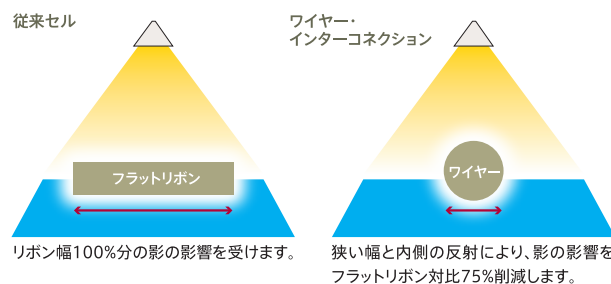 従来セル
フラットリボン
リボン幅100%分の影の影響を受けます。
ワイヤー・
インターコネクション
ワイヤー
狭い幅と内側の反射により、影の影響を
フラットリボン対比75%削減します。